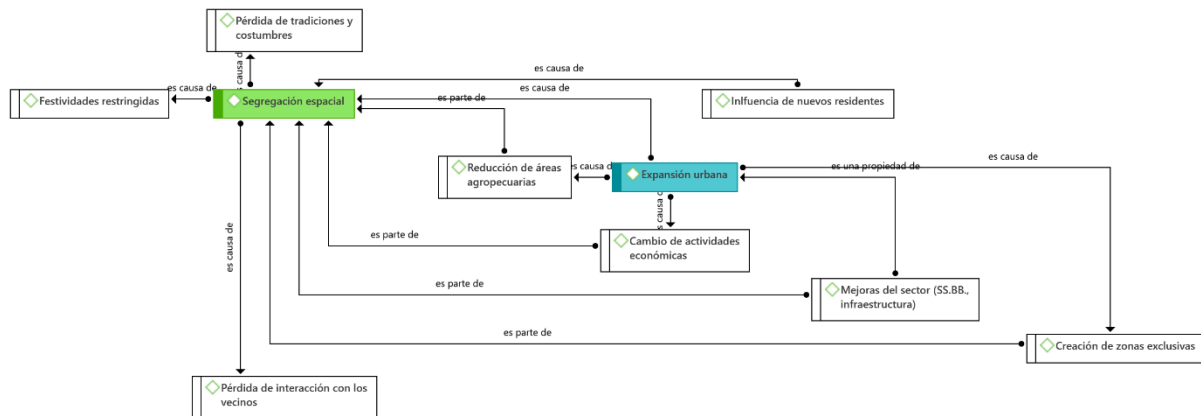 Pérdida de tradiciones y
costumbres
es causa de
es causa de
Festividades restringidas
es causa de
Segregación espacial
es causa de
es parte de
Influencia de nuevos residentes
es causa de
Reducción de áreas
agropecuarias
es causa de
Expansión urbana
es una propiedad de
es causa de
es causa de
Cambio de actividades
económicas
es parte de
es parte de
Mejoras del sector (SS.BB.,
infraestructura)
es parte de
Creación de zonas exclusivas
Pérdida de interacción con los
vecinos